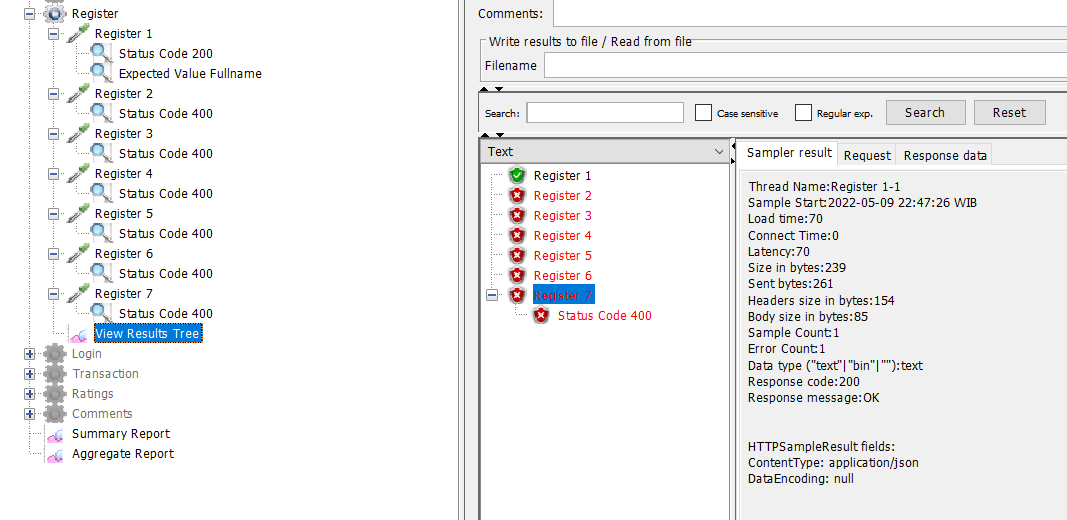 Register
Register 1
Status Code 200
Expected Value Fullname
Register 2
Status Code 400
Register 3
Status Code 400
Register 4
Status Code 400
Register 5
Status Code 400
Register 6
Status Code 400
Register 7
Status Code 400
View Results Tree
Login
Transaction
Ratings
Comments
Summary Report
Aggregate Report
Comments:
Write results to file / Read from file
Filename
Search: Case sensitive Regular exp. Search Reset
Text
Register 1
Register 2
Register 3
Register 4
Register 5
Register 6
Register 7
Status Code 400
Sampler result Request Response data
Thread Name:Register 1-1
Sample Start:2022-05-09 22:47:26 WIB
Load time:70
Connect Time:0
Latency:70
Size in bytes:239
Sent bytes:261
Headers size in bytes:154
Body size in bytes:85
Sample Count:1
Error Count:1
Data type ("text"|"bin"|""):text
Response code:200
Response message:OK
HTTPSampleResult fields:
ContentType: application/json
DataEncoding: null